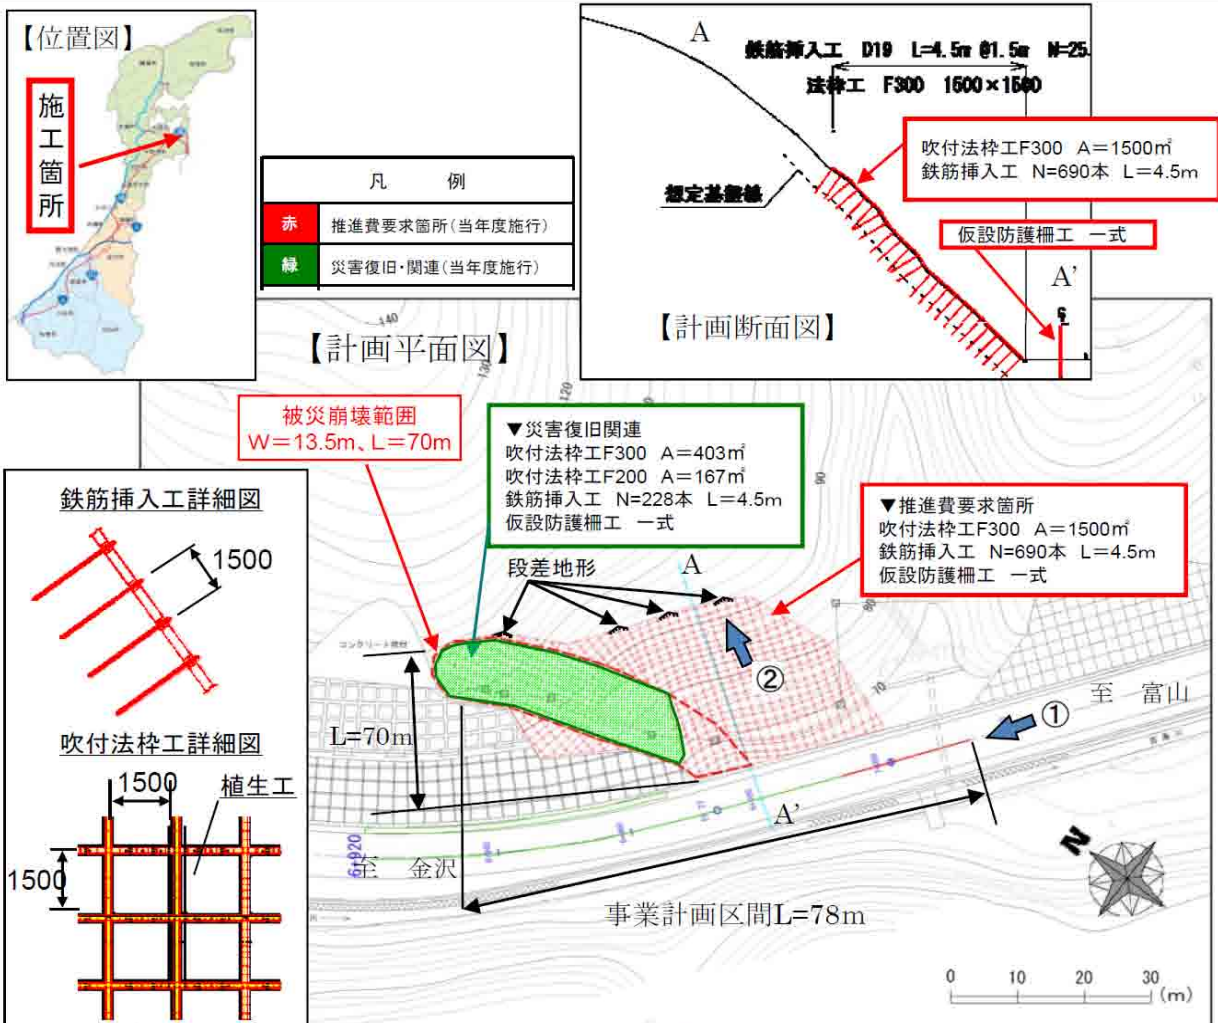 【位置図】
施工箇所
凡 例
赤 推進費要求箇所(当年度施行)
緑 災害復旧・関連(当年度施行)
A
鉄筋挿入工 D19 L=4.5m @1.5m N=25.
法枠工 F300 1500×1500
吹付法枠工F300 A=1500㎡
鉄筋挿入工 N=690本 L=4.5m
想定基盤線
仮設防護柵工 一式
A'
【計画断面図】
【計画平面図】
140
130
120
90
80
70
被災崩壊範囲
W=13.5m、L=70m
▼災害復旧関連
吹付法枠工F300 A=403㎡
吹付法枠工F200 A=167㎡
鉄筋挿入工 N=228本 L=4.5m
仮設防護柵工 一式
▼推進費要求箇所
吹付法枠工F300 A=1500㎡
鉄筋挿入工 N=690本 L=4.5m
仮設防護柵工 一式
鉄筋挿入工詳細図
1500
段差地形
A
②
①
至 富山
L=70m
A'
6+920
至 金沢
事業計画区間L=78m
吹付法枠工詳細図
1500
植生工
1500
N
0 10 20 30
(m)